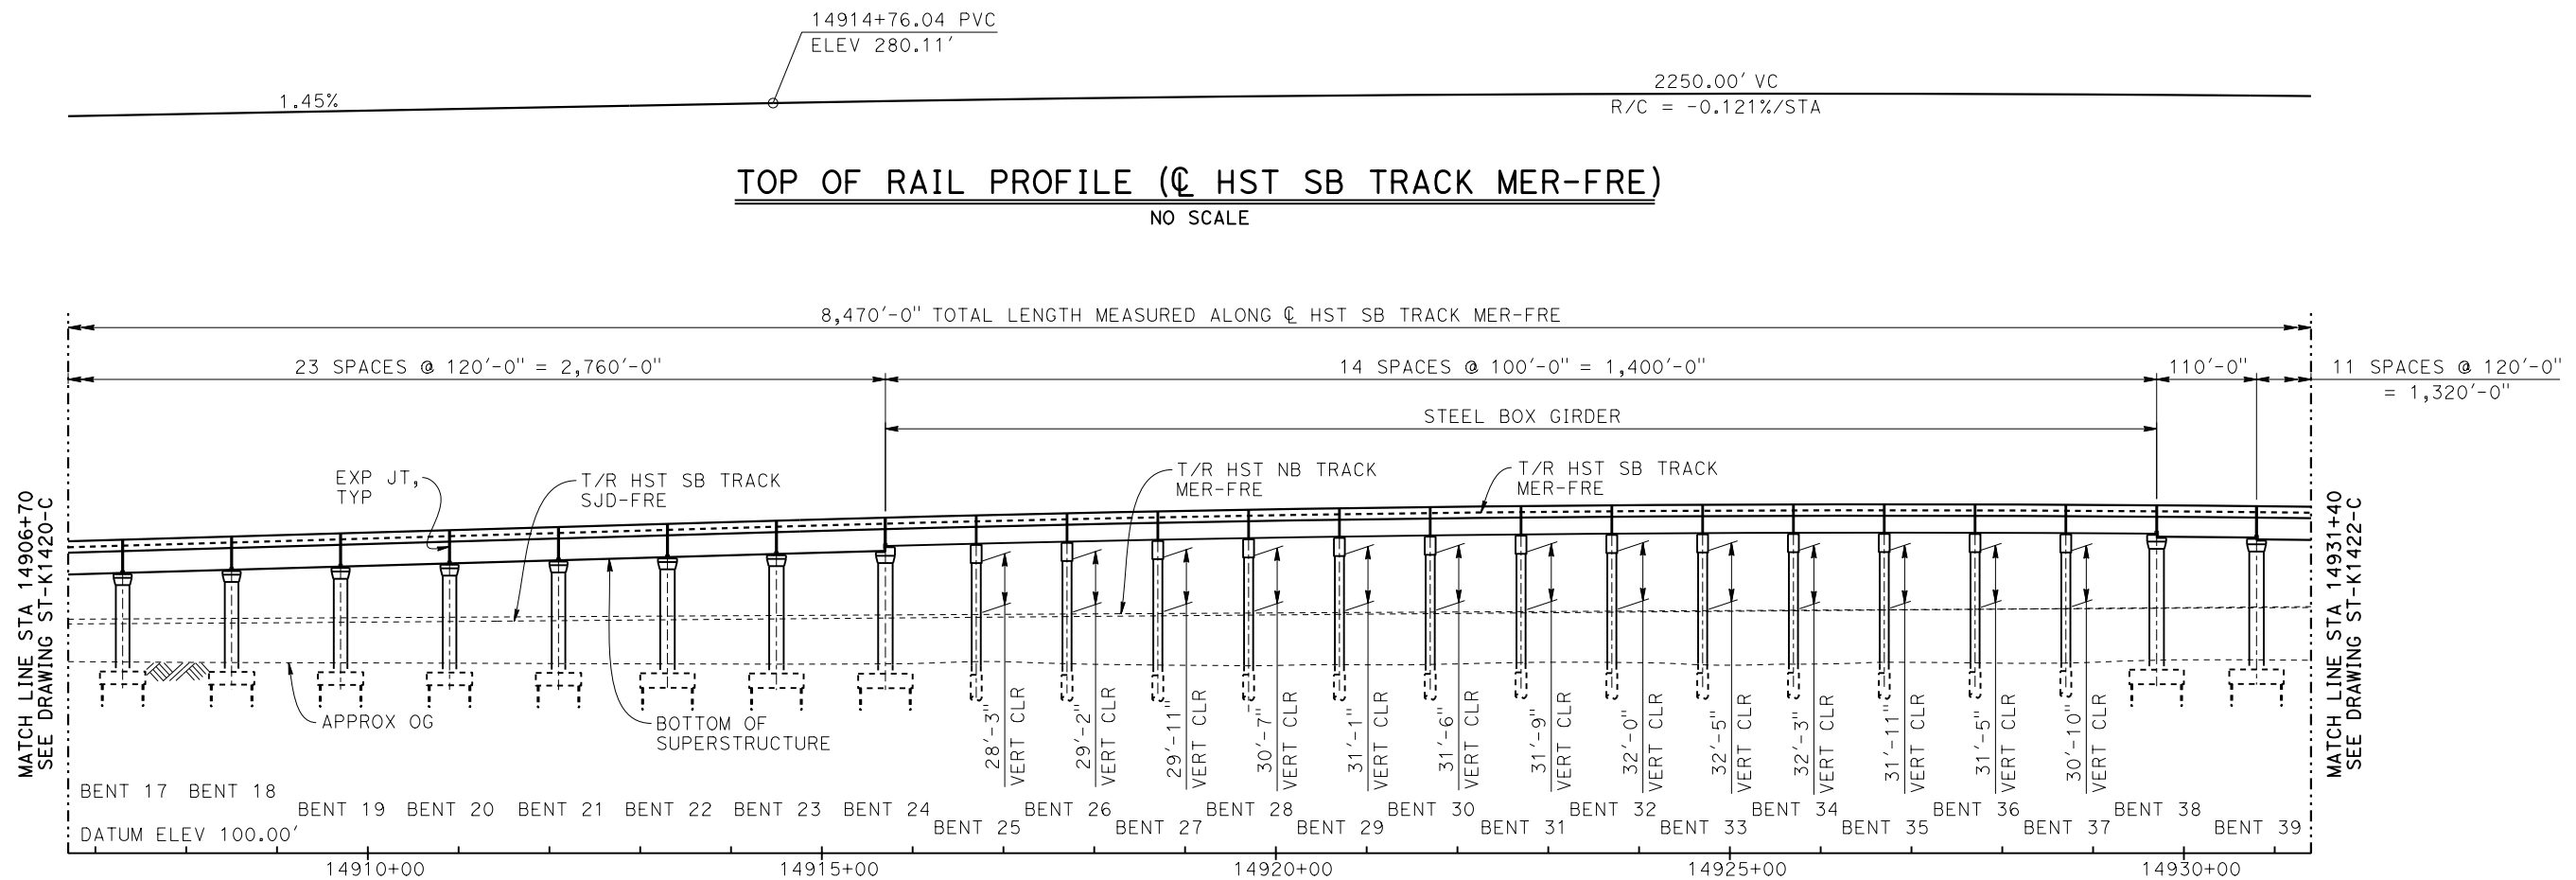 14914+76.04 PVC
ELEV 280.11'
1.45%
2250.00' VC
R/C = -0.121%/STA
TOP OF RAIL PROFILE (℄ HST SB TRACK MER-FRE)
NO SCALE
8,470'-0" TOTAL LENGTH MEASURED ALONG ℄ HST SB TRACK MER-FRE
23 SPACES @ 120'-0" = 2,760'-0"
14 SPACES @ 100'-0" = 1,400'-0"
110'-0"
11 SPACES @ 120'-0"
= 1,320'-0"
STEEL BOX GIRDER
EXP JT,
TYP
T/R HST SB TRACK
SJD-FRE
T/R HST NB TRACK
MER-FRE
T/R HST SB TRACK
MER-FRE
MATCH LINE STA 14906+70
SEE DRAWING ST-K1420-C
MATCH LINE STA 14931+40
SEE DRAWING ST-K1422-C
APPROX OG
BOTTOM OF
SUPERSTRUCTURE
28'-3"
VERT CLR
29'-2"
VERT CLR
29'-11"
VERT CLR
30'-7"
VERT CLR
31'-1"
VERT CLR
31'-6"
VERT CLR
31'-9"
VERT CLR
32'-0"
VERT CLR
32'-5"
VERT CLR
32'-3"
VERT CLR
31'-11"
VERT CLR
31'-5"
VERT CLR
30'-10"
VERT CLR
BENT 17 BENT 18
BENT 19 BENT 20 BENT 21 BENT 22 BENT 23 BENT 24 BENT 26 BENT 28 BENT 30 BENT 32 BENT 34 BENT 36 BENT 38
BENT 25 BENT 27 BENT 29 BENT 31 BENT 33 BENT 35 BENT 37 BENT 39
DATUM ELEV 100.00'
14910+00 14915+00 14920+00 14925+00 14930+00